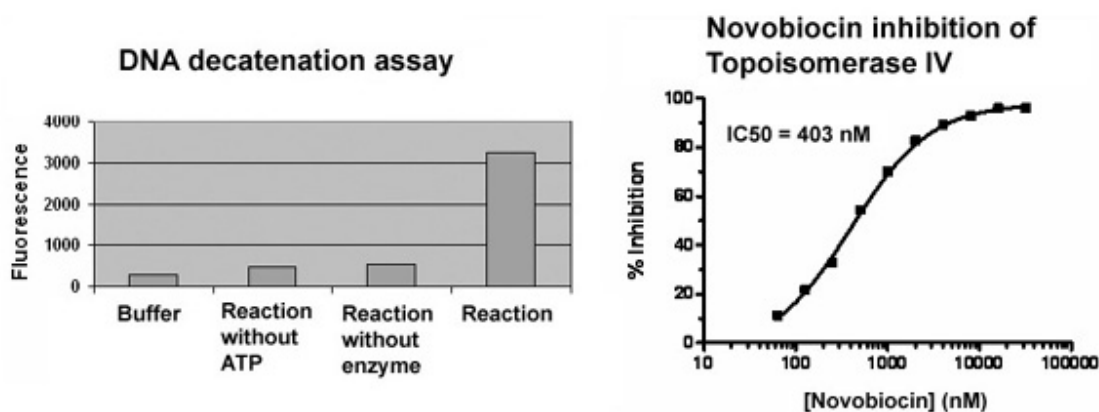 DNA decatenation assay
4000
3000
2000
1000
0
Fluorescence
Buffer
Reaction
without
ATP
Reaction
without
enzyme
Reaction
Novobiocin inhibition of
Topoisomerase IV
100
80
60
40
20
0
% Inhibition
IC50 = 403 nM
10
100
1000
10000
100000
[Novobiocin] (nM)